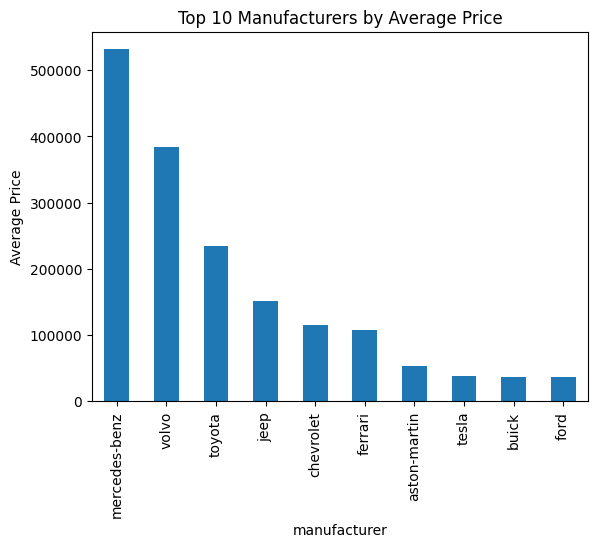 Top 10 Manufacturers by Average Price
Average Price
500000
400000
300000
200000
100000
0
mercedes-benz
volvo
toyota
jeep
chevrolet
ferrari
aston-martin
tesla
buick
ford
manufacturer